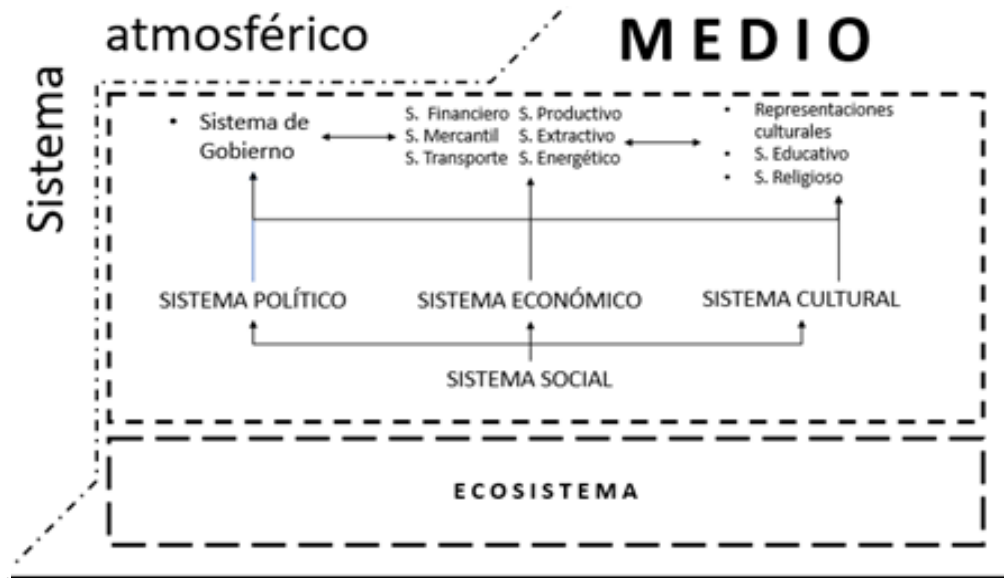 atmosférico
MEDIO
Sistema
• Sistema de
Gobierno
S. Financiero S. Productivo
S. Mercantil S. Extractivo
S. Transporte S. Energético
• Representaciones
culturales
• S. Educativo
• S. Religioso
SISTEMA POLÍTICO
SISTEMA ECONÓMICO
SISTEMA CULTURAL
SISTEMA SOCIAL
ECOSISTEMA